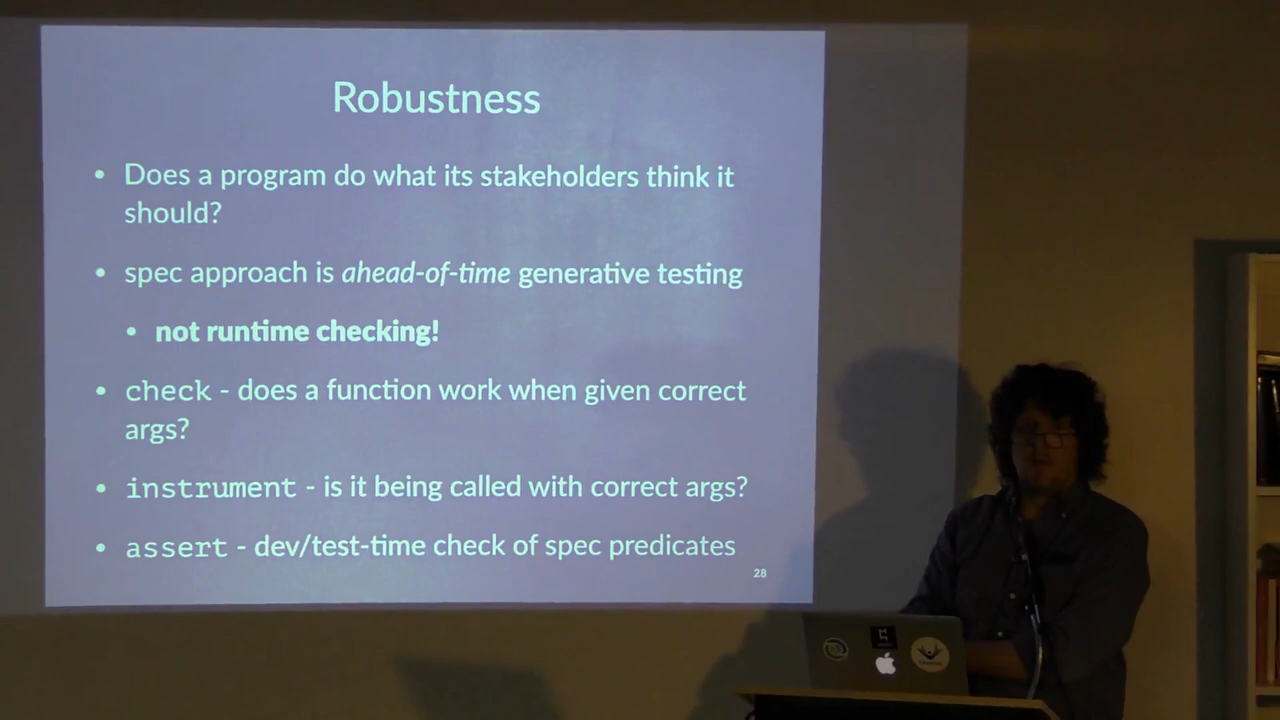 Robustness
• Does a program do what its stakeholders think it
should?
• spec approach is ahead-of-time generative testing
• not runtime checking!
• check - does a function work when given correct
args?
• instrument - is it being called with correct args?
• assert - dev/test-time check of spec predicates
28